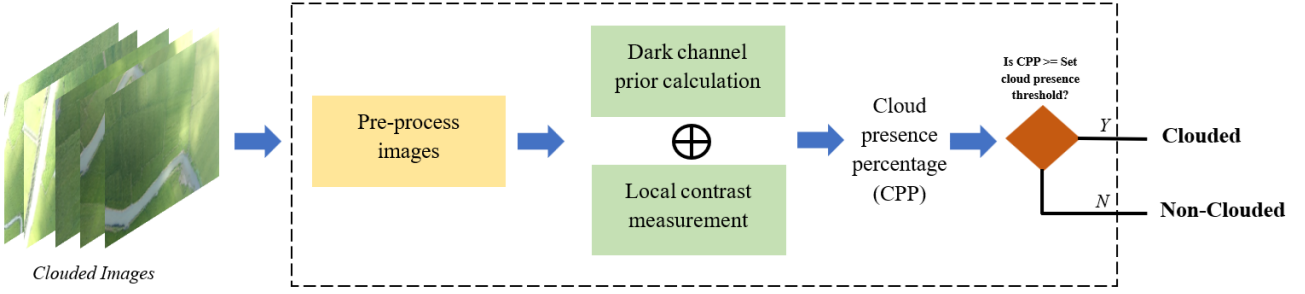 Clouded Images
Pre-process
images
Dark channel
prior calculation
Local contrast
measurement
Cloud
presence
percentage
(CPP)
Is CPP >= Set
cloud presence
threshold?
Y
Clouded
N
Non-Clouded